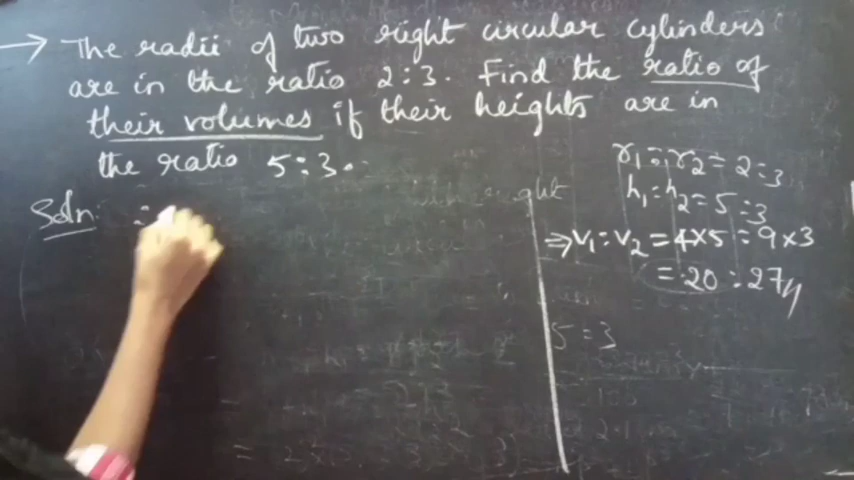 → The radii of two right circular cylinders
are in the ratio 2:3. Find the ratio of
their volumes if their heights are in
the ratio 5:3.
Soln:
r1:r2=2:3
h1:h2=5:3
⇒V1:V2=4×5:9×3
=20:27//
5:3